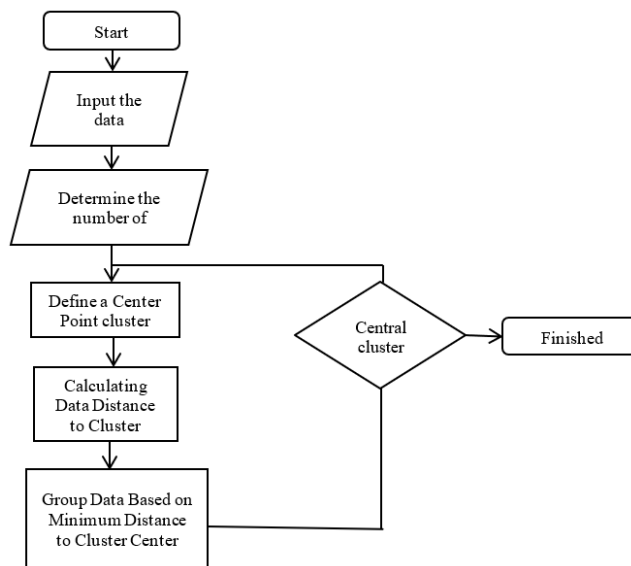 Start
Input the
data
Determine the
number of
Define a Center
Point cluster
Calculating
Data Distance
to Cluster
Group Data Based on
Minimum Distance
to Cluster Center
Central
cluster
Finished